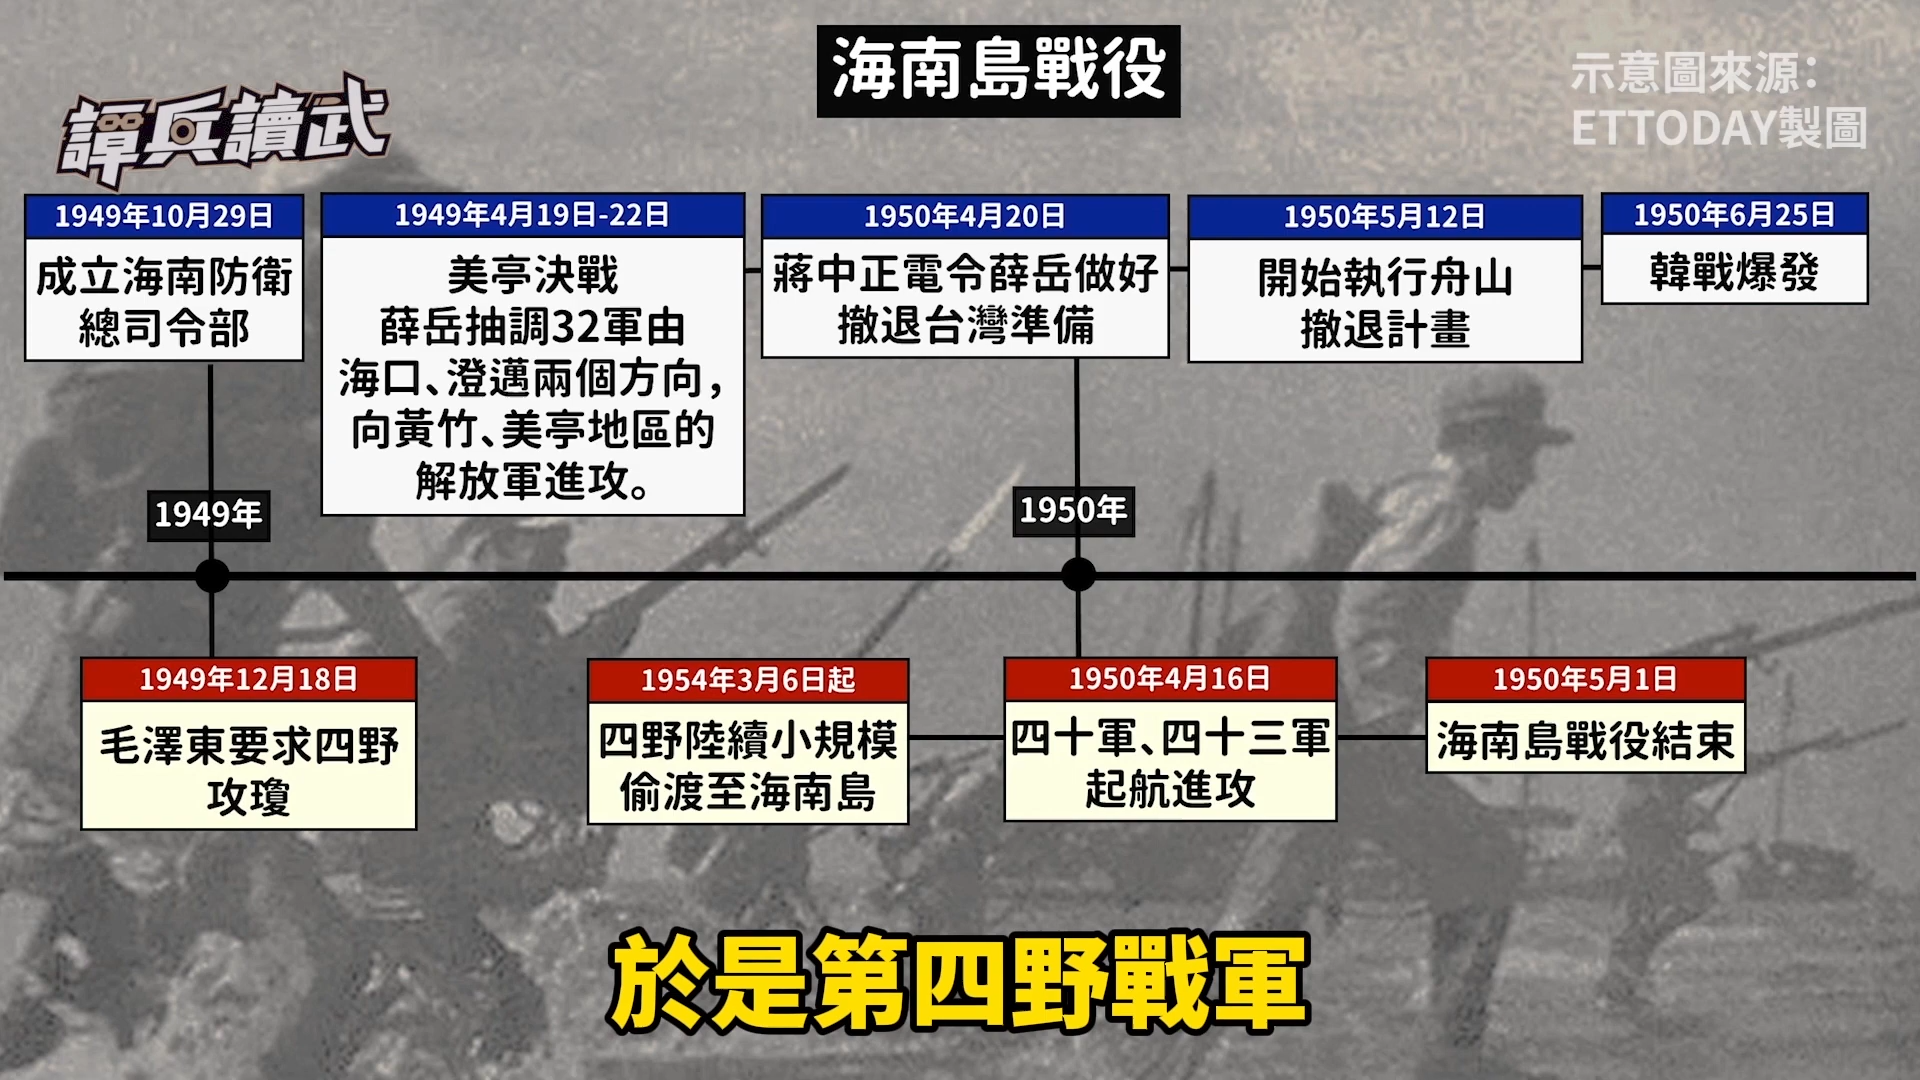 海南島戰役
譚兵讀武
示意圖來源:
ETTODAY製圖
1949年10月29日
成立海南防衛
總司令部
1949年4月19日-22日
美亭決戰
薛岳抽調32軍由
海口、澄邁兩個方向,
向黃竹、美亭地區的
解放軍進攻。
1950年4月20日
蔣中正電令薛岳做好
撤退台灣準備
1950年5月12日
開始執行舟山
撤退計畫
1950年6月25日
韓戰爆發
1949年
1950年
1949年12月18日
毛澤東要求四野
攻瓊
1954年3月6日起
四野陸續小規模
偷渡至海南島
1950年4月16日
四十軍、四十三軍
起航進攻
1950年5月1日
海南島戰役結束
於是第四野戰軍